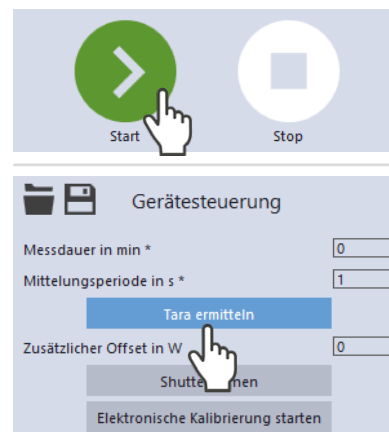 Start Stop
Gerätesteuerung
Messdauer in min * 0
Mittelungsperiode in s * 1
Tara ermitteln
Zusätzlicher Offset in W 0
Elektronische Kalibrierung starten